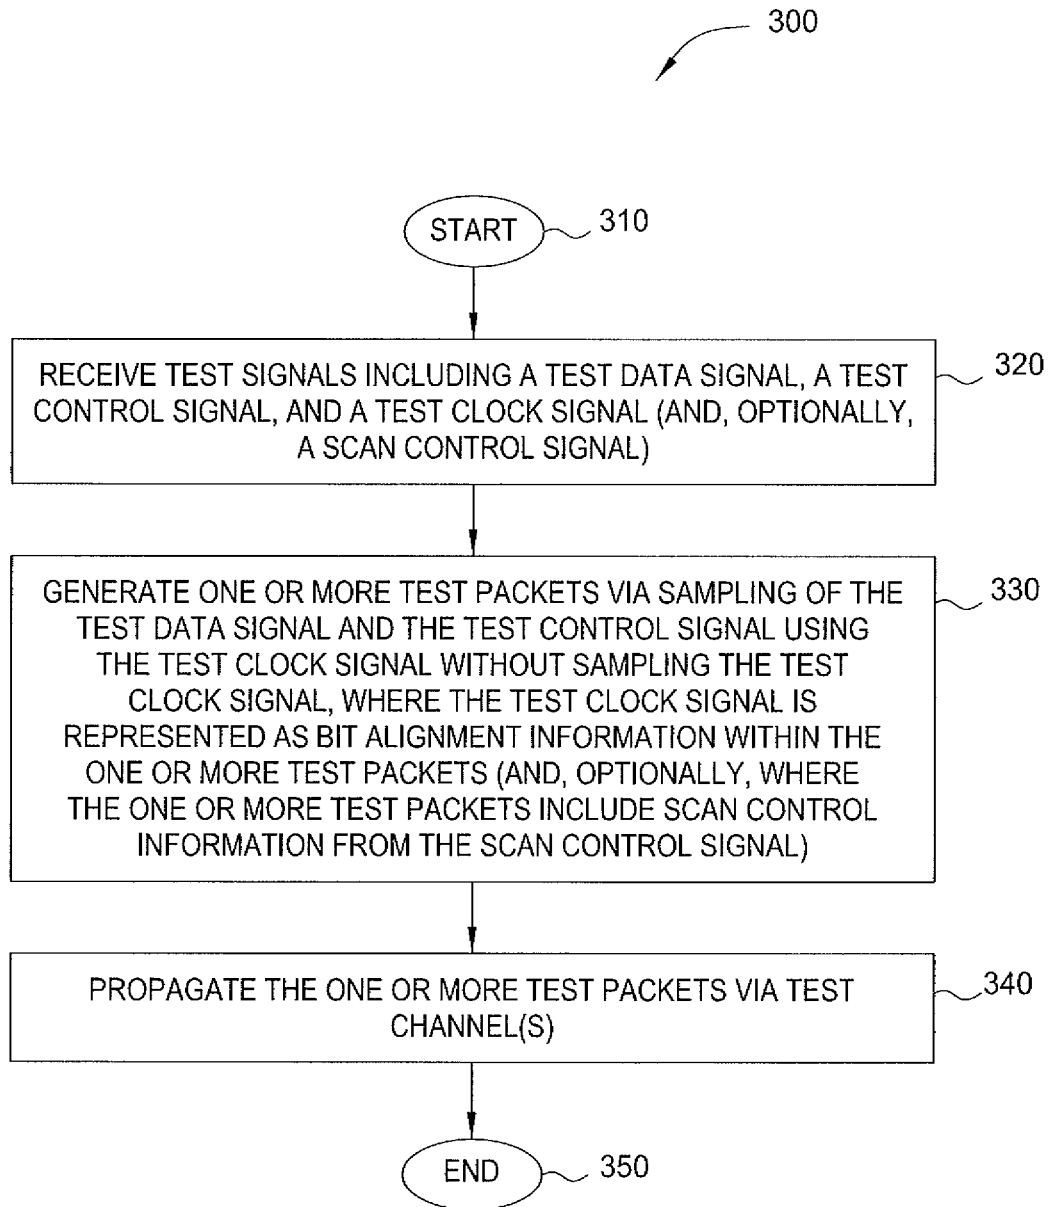 300
START
310
RECEIVE TEST SIGNALS INCLUDING A TEST DATA SIGNAL, A TEST
CONTROL SIGNAL, AND A TEST CLOCK SIGNAL (AND, OPTIONALLY,
A SCAN CONTROL SIGNAL)
320
GENERATE ONE OR MORE TEST PACKETS VIA SAMPLING OF THE
TEST DATA SIGNAL AND THE TEST CONTROL SIGNAL USING
THE TEST CLOCK SIGNAL WITHOUT SAMPLING THE TEST
CLOCK SIGNAL, WHERE THE TEST CLOCK SIGNAL IS
REPRESENTED AS BIT ALIGNMENT INFORMATION WITHIN THE
ONE OR MORE TEST PACKETS (AND, OPTIONALLY, WHERE
THE ONE OR MORE TEST PACKETS INCLUDE SCAN CONTROL
INFORMATION FROM THE SCAN CONTROL SIGNAL)
330
PROPAGATE THE ONE OR MORE TEST PACKETS VIA TEST
CHANNEL(S)
340
END
350